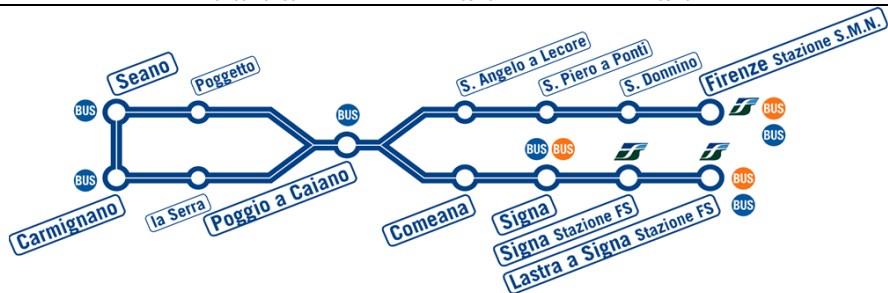 Seano
Poggetto
S. Angelo a Lecore
S. Piero a Ponti
S. Donnino
Firenze Stazione S.M.N.
BUS
BUS
BUS
BUS
BUS
BUS
BUS
BUS
BUS
Carmignano
la Serra
Poggio a Caiano
Comeana
Signa
Signa Stazione FS
Lastra a Signa Stazione FS